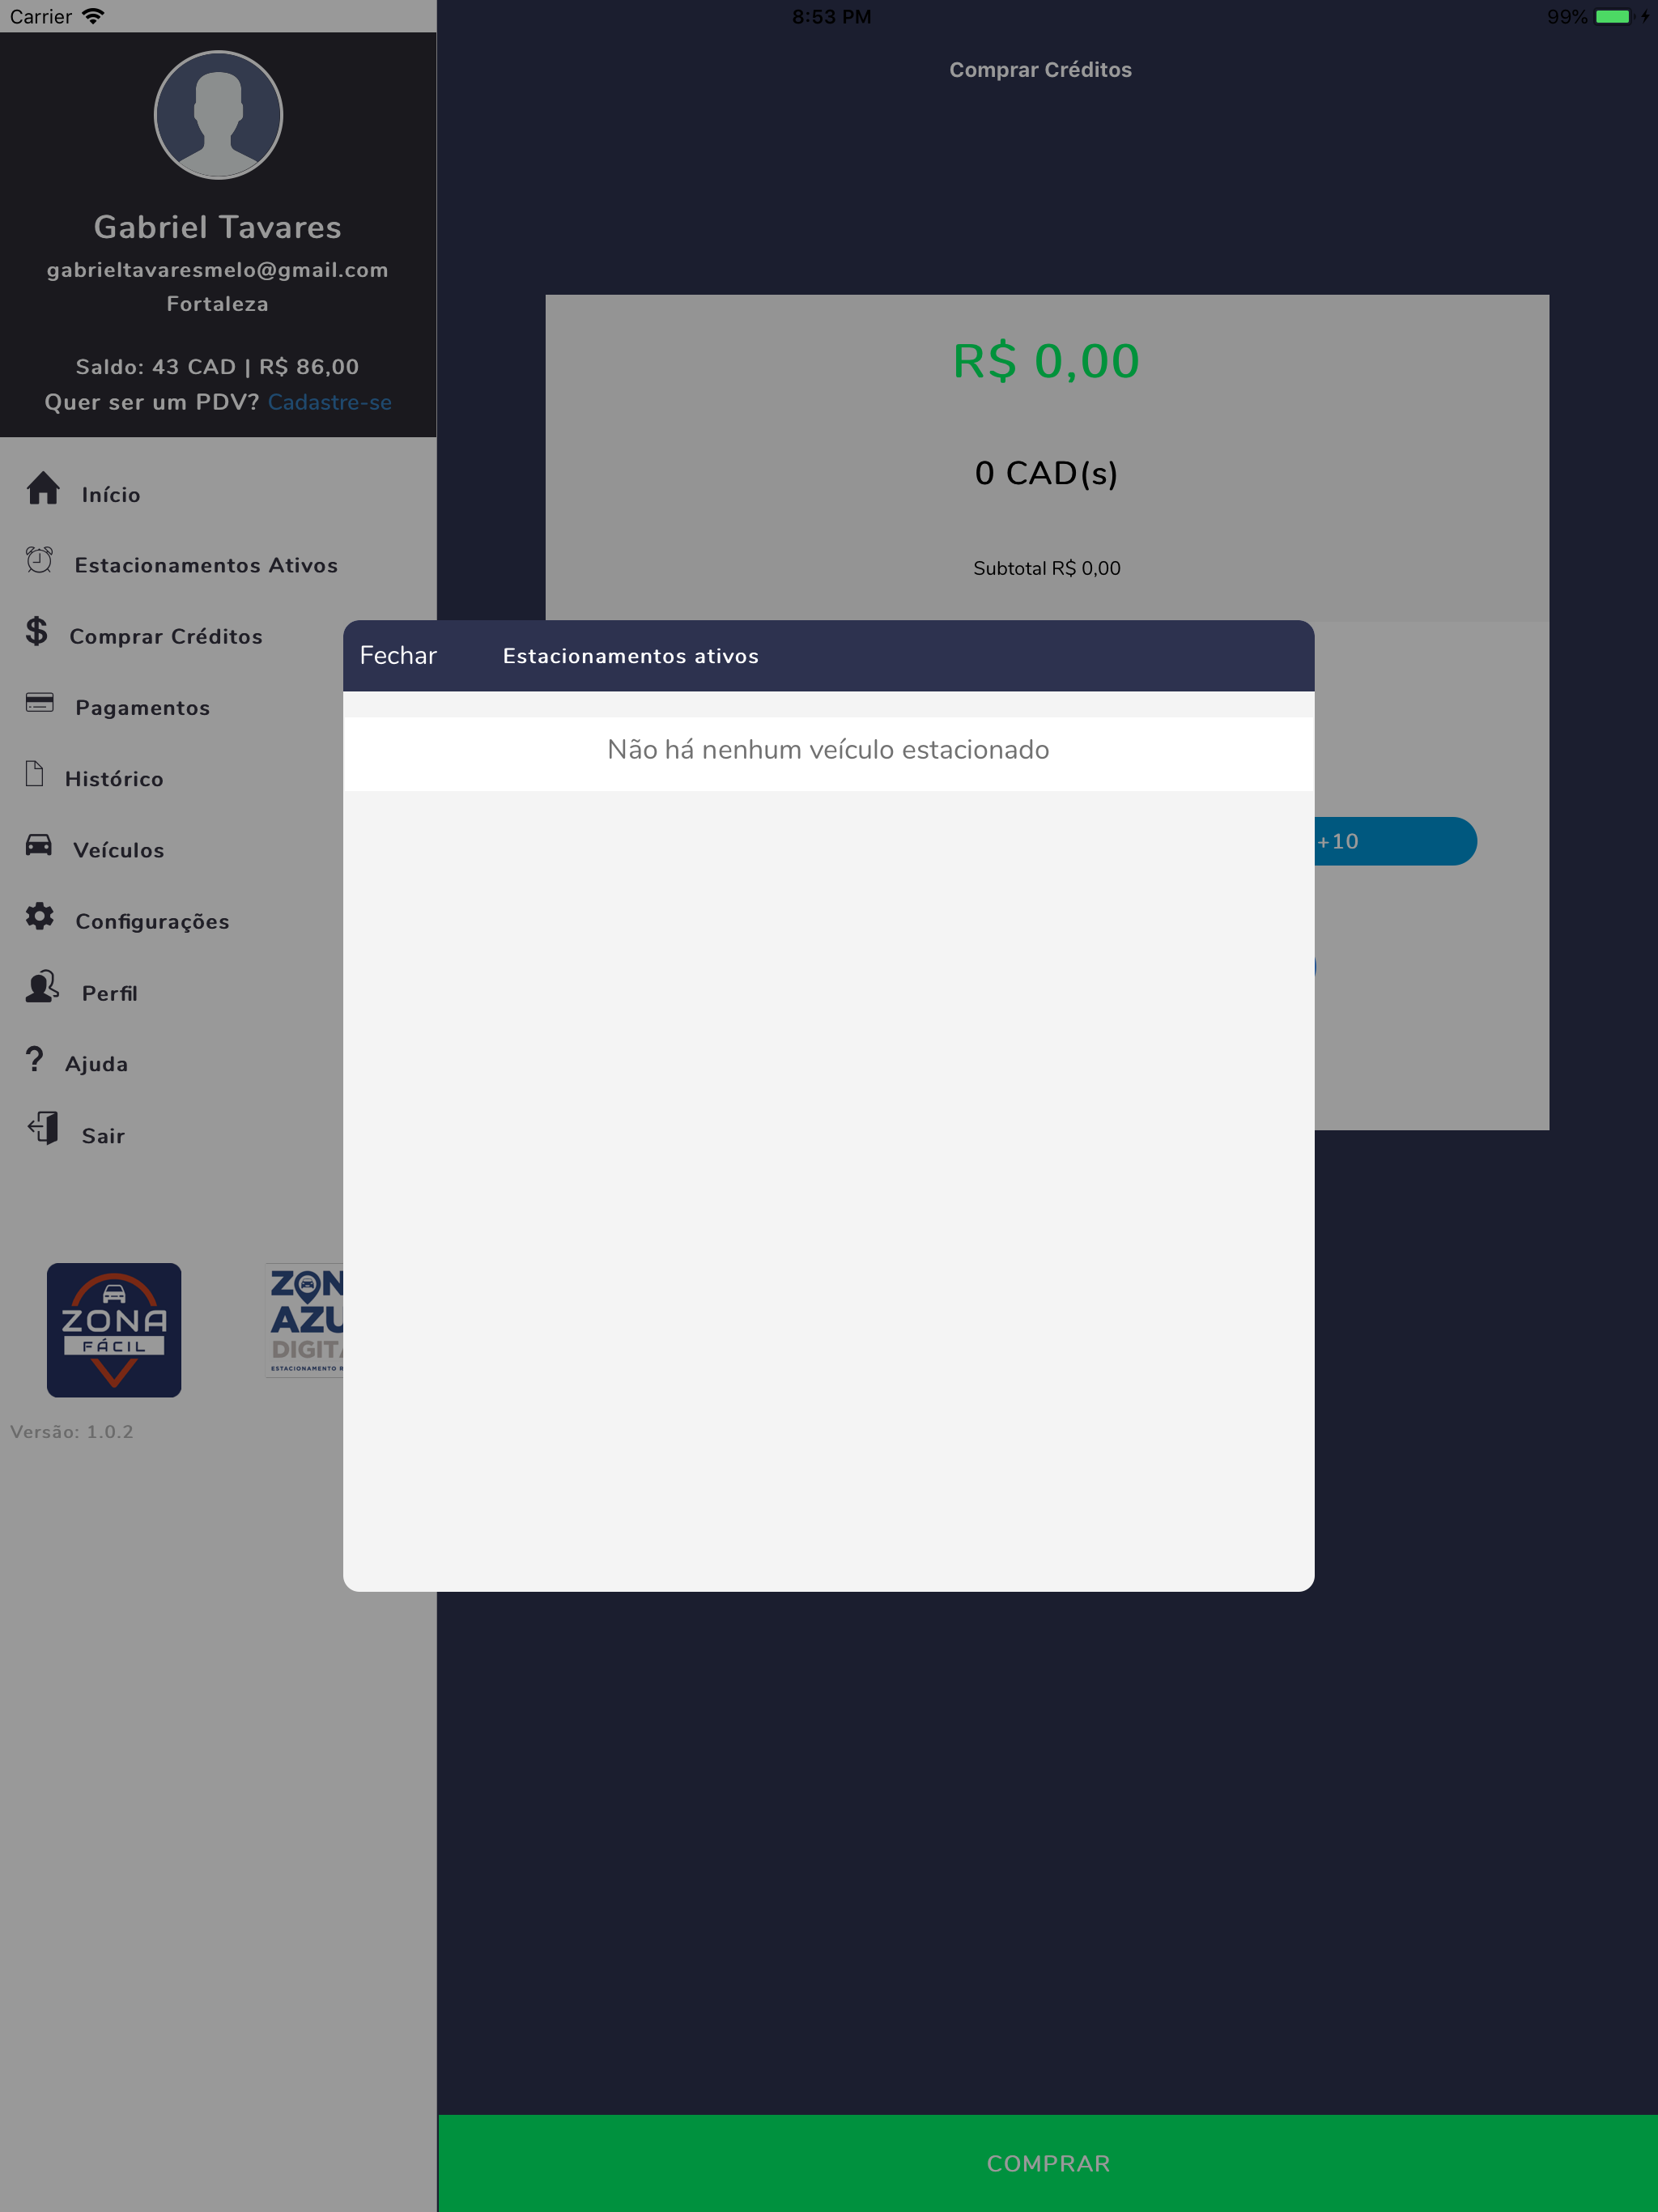 Carrier
8:53 PM
99%
Gabriel Tavares
gabrieltavaresmelo@gmail.com
Fortaleza
Saldo: 43 CAD | R$ 86,00
Quer ser um PDV? Cadastre-se
Início
Estacionamentos Ativos
Comprar Créditos
Pagamentos
Histórico
Veículos
Configurações
Perfil
Ajuda
Sair
ZONA
FÁCIL
ZON
AZU
DIGITA
ESTACIONAMENTO R
Versão: 1.0.2
Comprar Créditos
R$ 0,00
0 CAD(s)
Subtotal R$ 0,00
+10
Fechar
Estacionamentos ativos
Não há nenhum veículo estacionado
COMPRAR